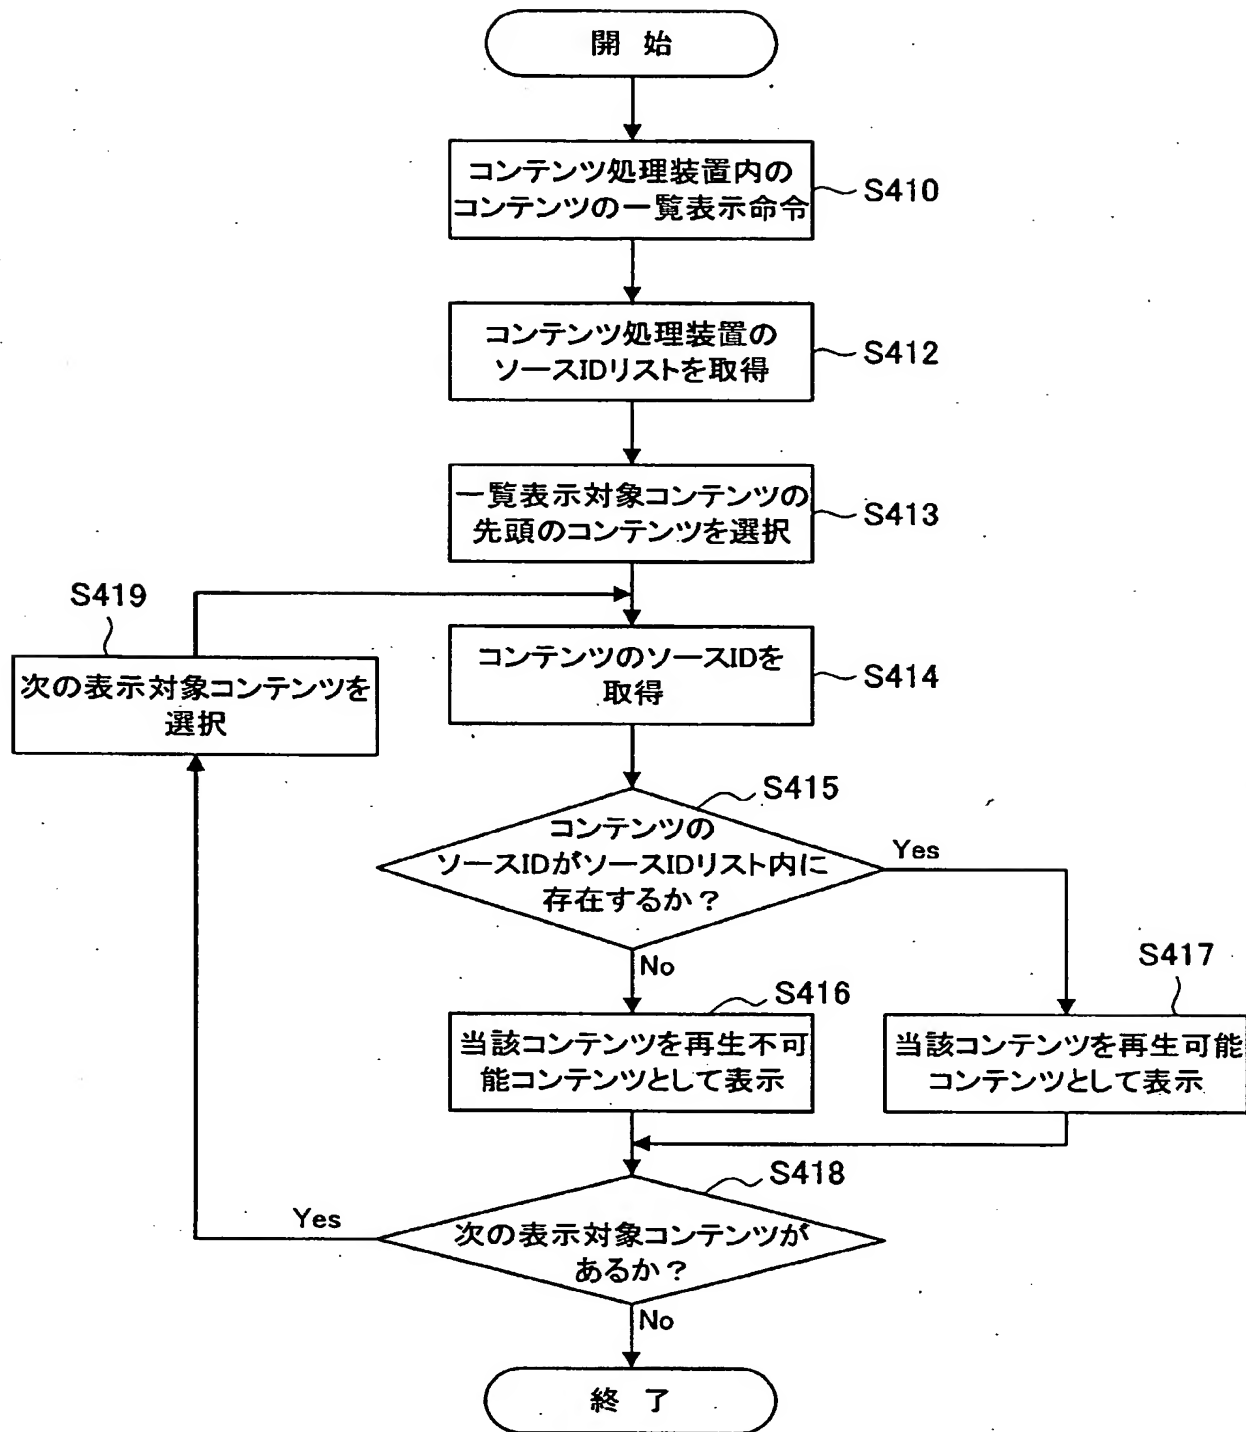 開始
コンテンツ処理装置内の
コンテンツの一覧表示命令
S410
コンテンツ処理装置の
ソースIDリストを取得
S412
一覧表示対象コンテンツの
先頭のコンテンツを選択
S413
S419
次の表示対象コンテンツを
選択
コンテンツのソースIDを
取得
S414
S415
コンテンツの
ソースIDがソースIDリスト内に
存在するか？
Yes
No
S416
当該コンテンツを再生不可
能コンテンツとして表示
S417
当該コンテンツを再生可能
コンテンツとして表示
S418
次の表示対象コンテンツが
あるか？
Yes
No
終了